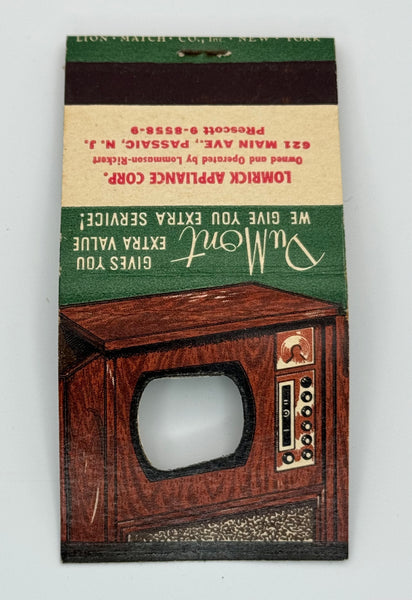 LION - MATCH - CO., INC - NEW - YORK
LOMRICK APPLIANCE CORP.
Owned and Operated by Lommason-Rickert
621 MAIN AVE., PASSAIC, N. J.
PRescott 9-8558-9
DuMont GIVES YOU
EXTRA VALUE
WE GIVE YOU EXTRA SERVICE!